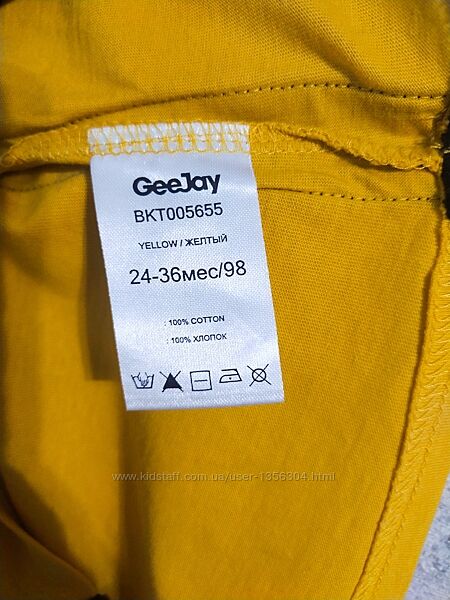 GeeJay
BKT005655
YELLOW / ЖЕЛТЫЙ
24-36мес/98
: 100% COTTON
: 100% ХЛОПОК
www.kidstaff.com.ua/user-1356304.html